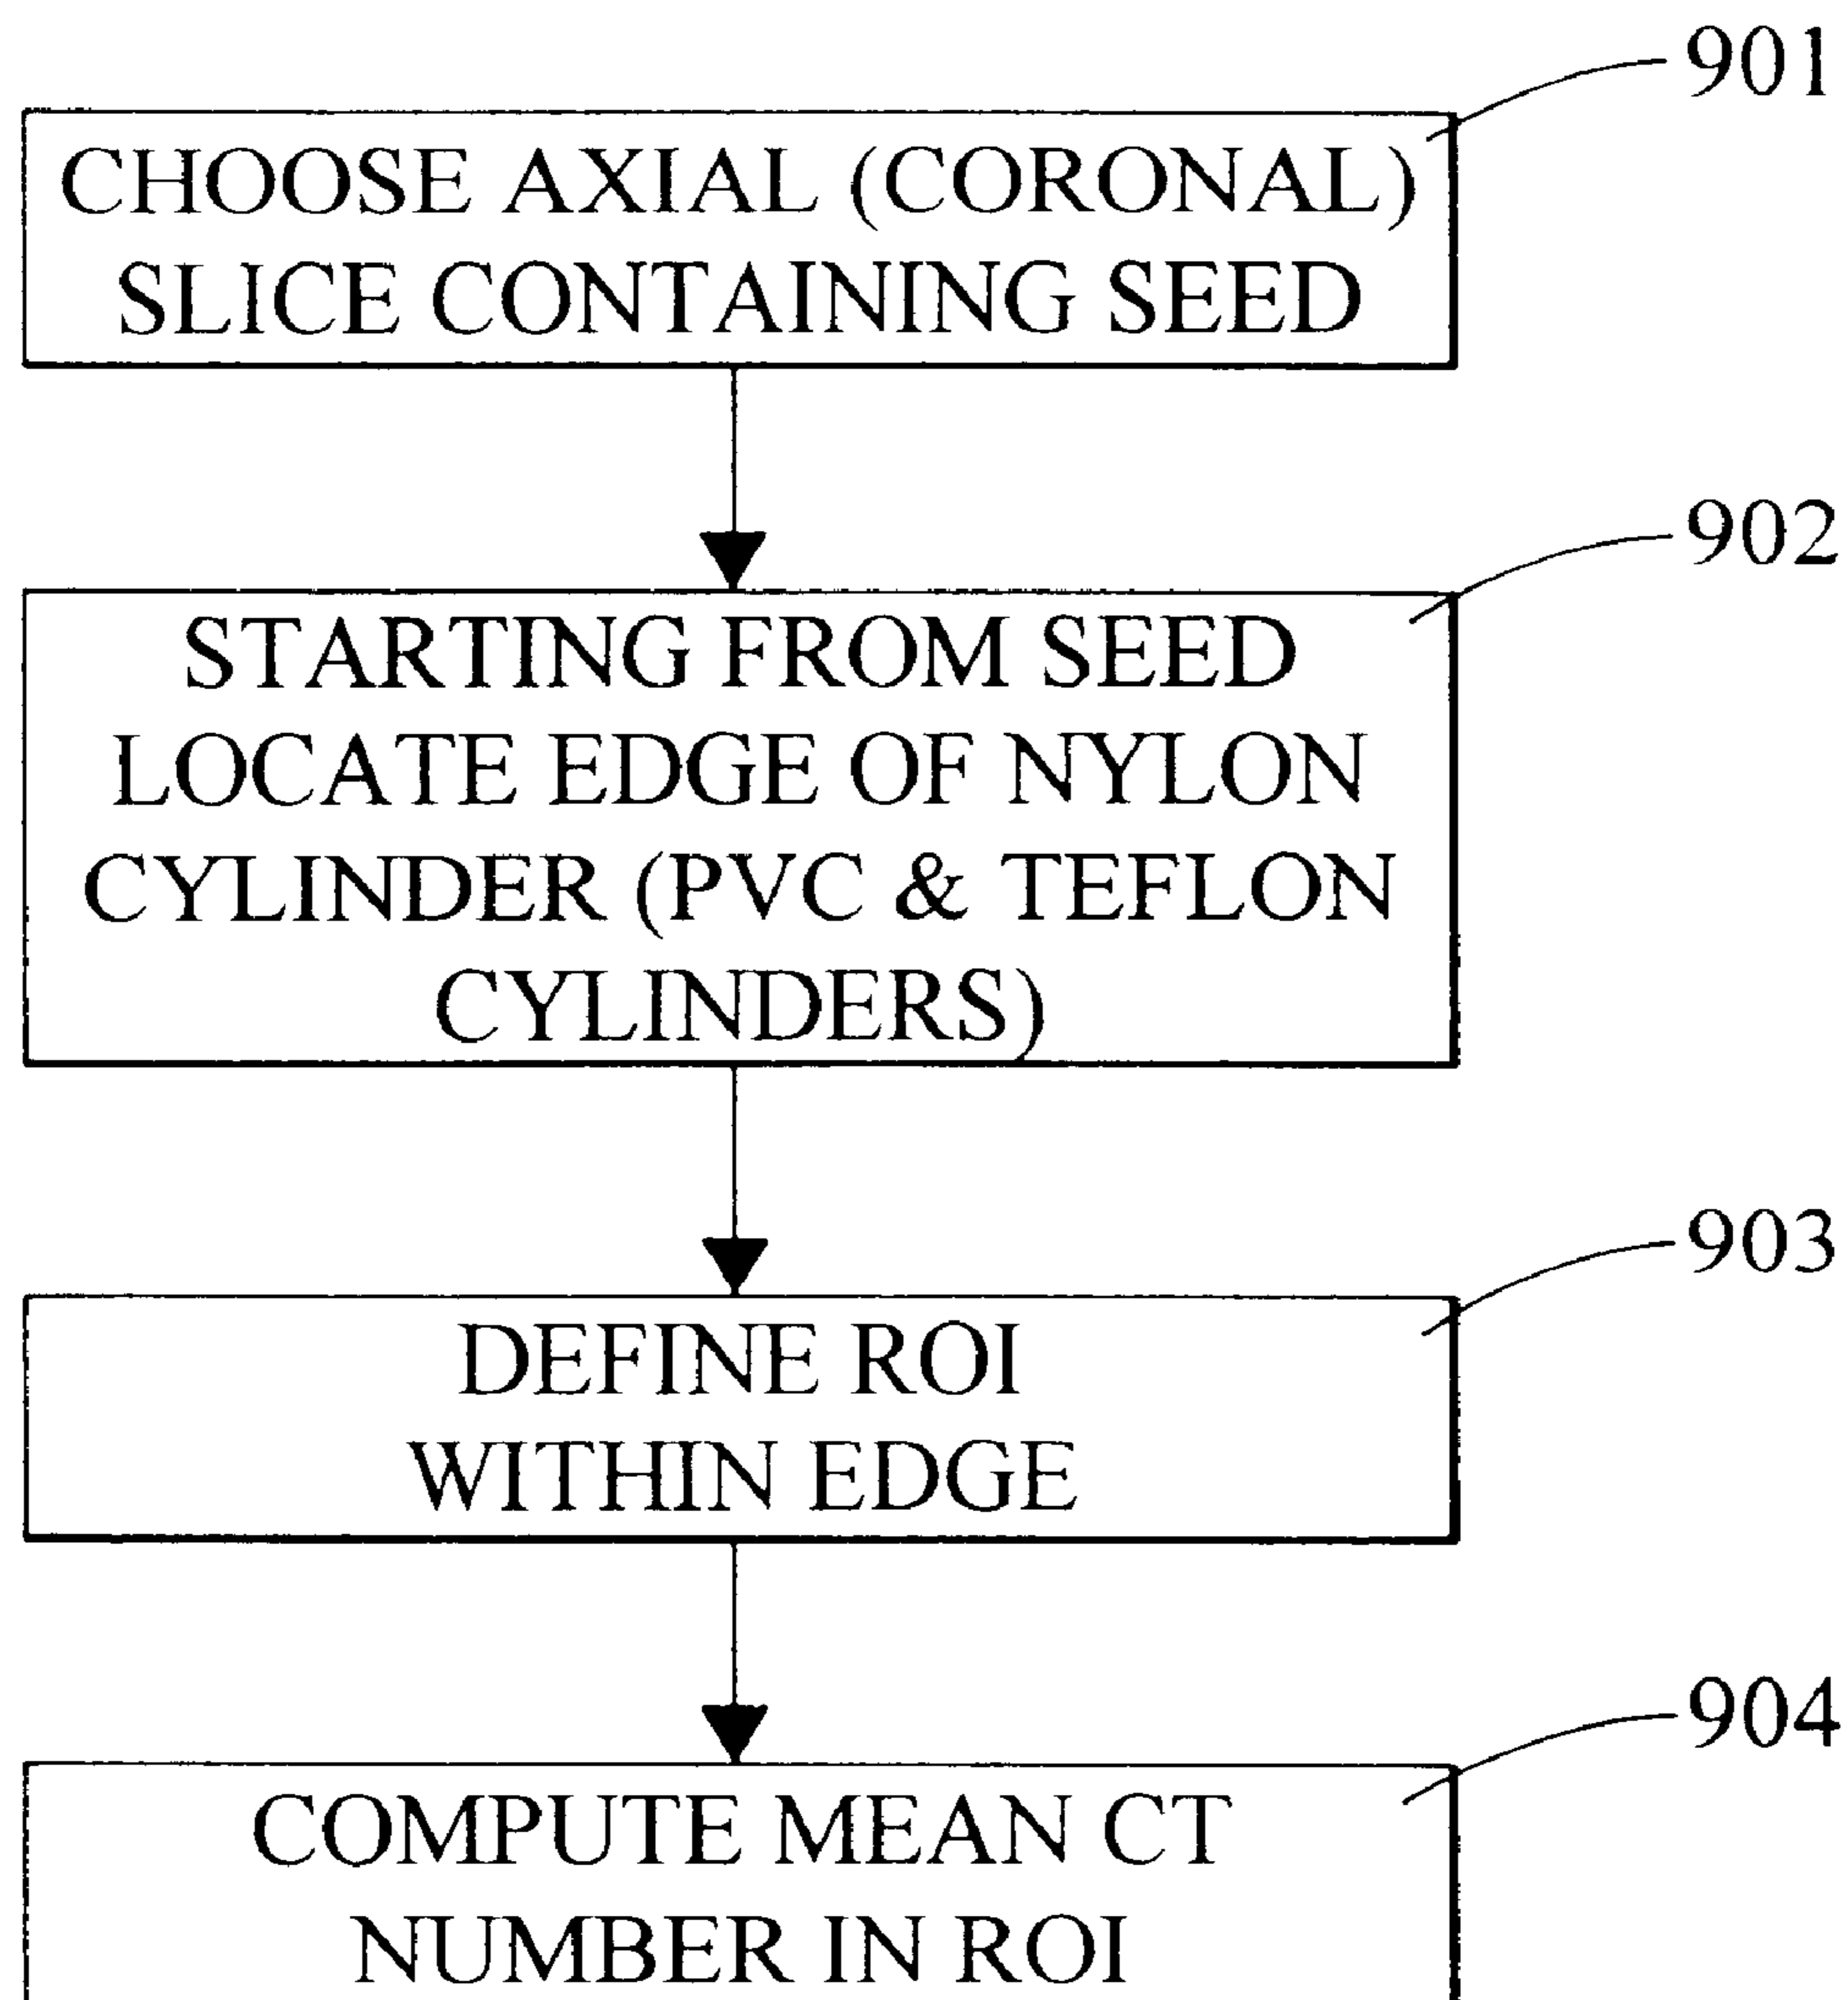 901
CHOOSE AXIAL (CORONAL)
SLICE CONTAINING SEED
902
STARTING FROM SEED
LOCATE EDGE OF NYLON
CYLINDER (PVC & TEFLON
CYLINDERS)
903
DEFINE ROI
WITHIN EDGE
904
COMPUTE MEAN CT
NUMBER IN ROI